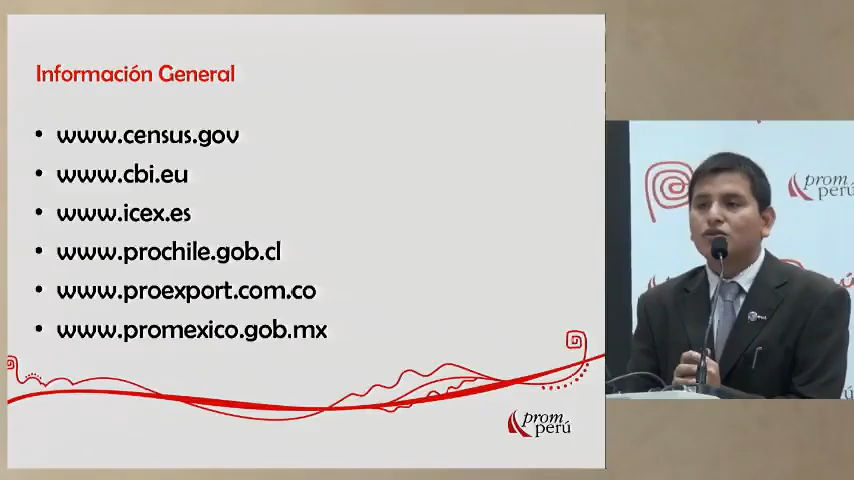 Información General
• www.census.gov
• www.cbi.eu
• www.icex.es
• www.prochile.gob.cl
• www.proexport.com.co
• www.promexico.gob.mx
prom
perú
prom
perú